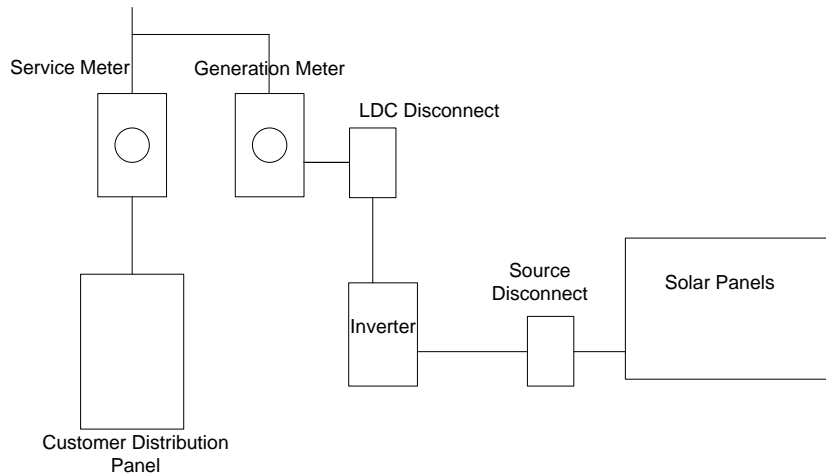 Service Meter
Generation Meter
LDC Disconnect
Source
Disconnect
Solar Panels
Inverter
Customer Distribution
Panel